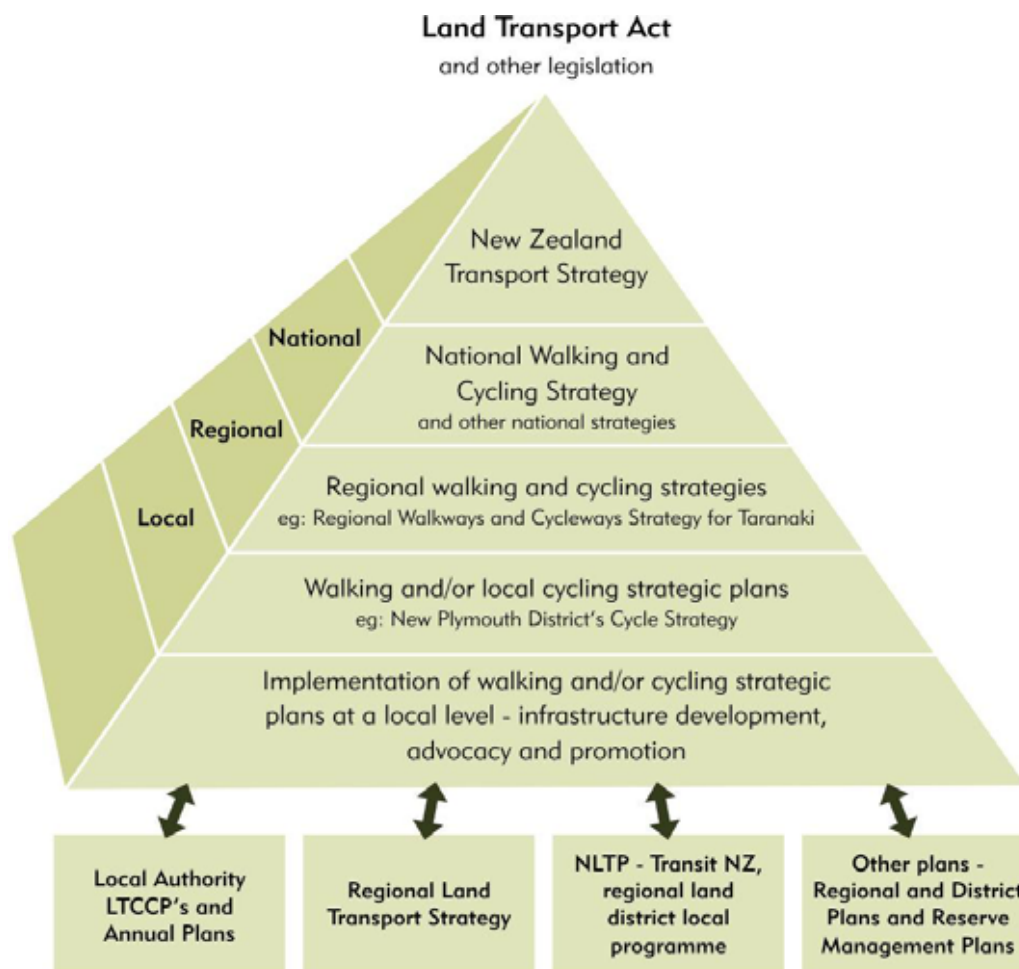 Land Transport Act
and other legislation
New Zealand
Transport Strategy
National
National Walking and
Cycling Strategy
and other national strategies
Regional
Regional walking and cycling strategies
eg: Regional Walkways and Cycleways Strategy for Taranaki
Local
Walking and/or local cycling strategic plans
eg: New Plymouth District's Cycle Strategy
Implementation of walking and/or cycling strategic
plans at a local level - infrastructure development,
advocacy and promotion
Local Authority
LTCCP's and
Annual Plans
Regional Land
Transport Strategy
NLTP - Transit NZ,
regional land
district local
programme
Other plans -
Regional and District
Plans and Reserve
Management Plans